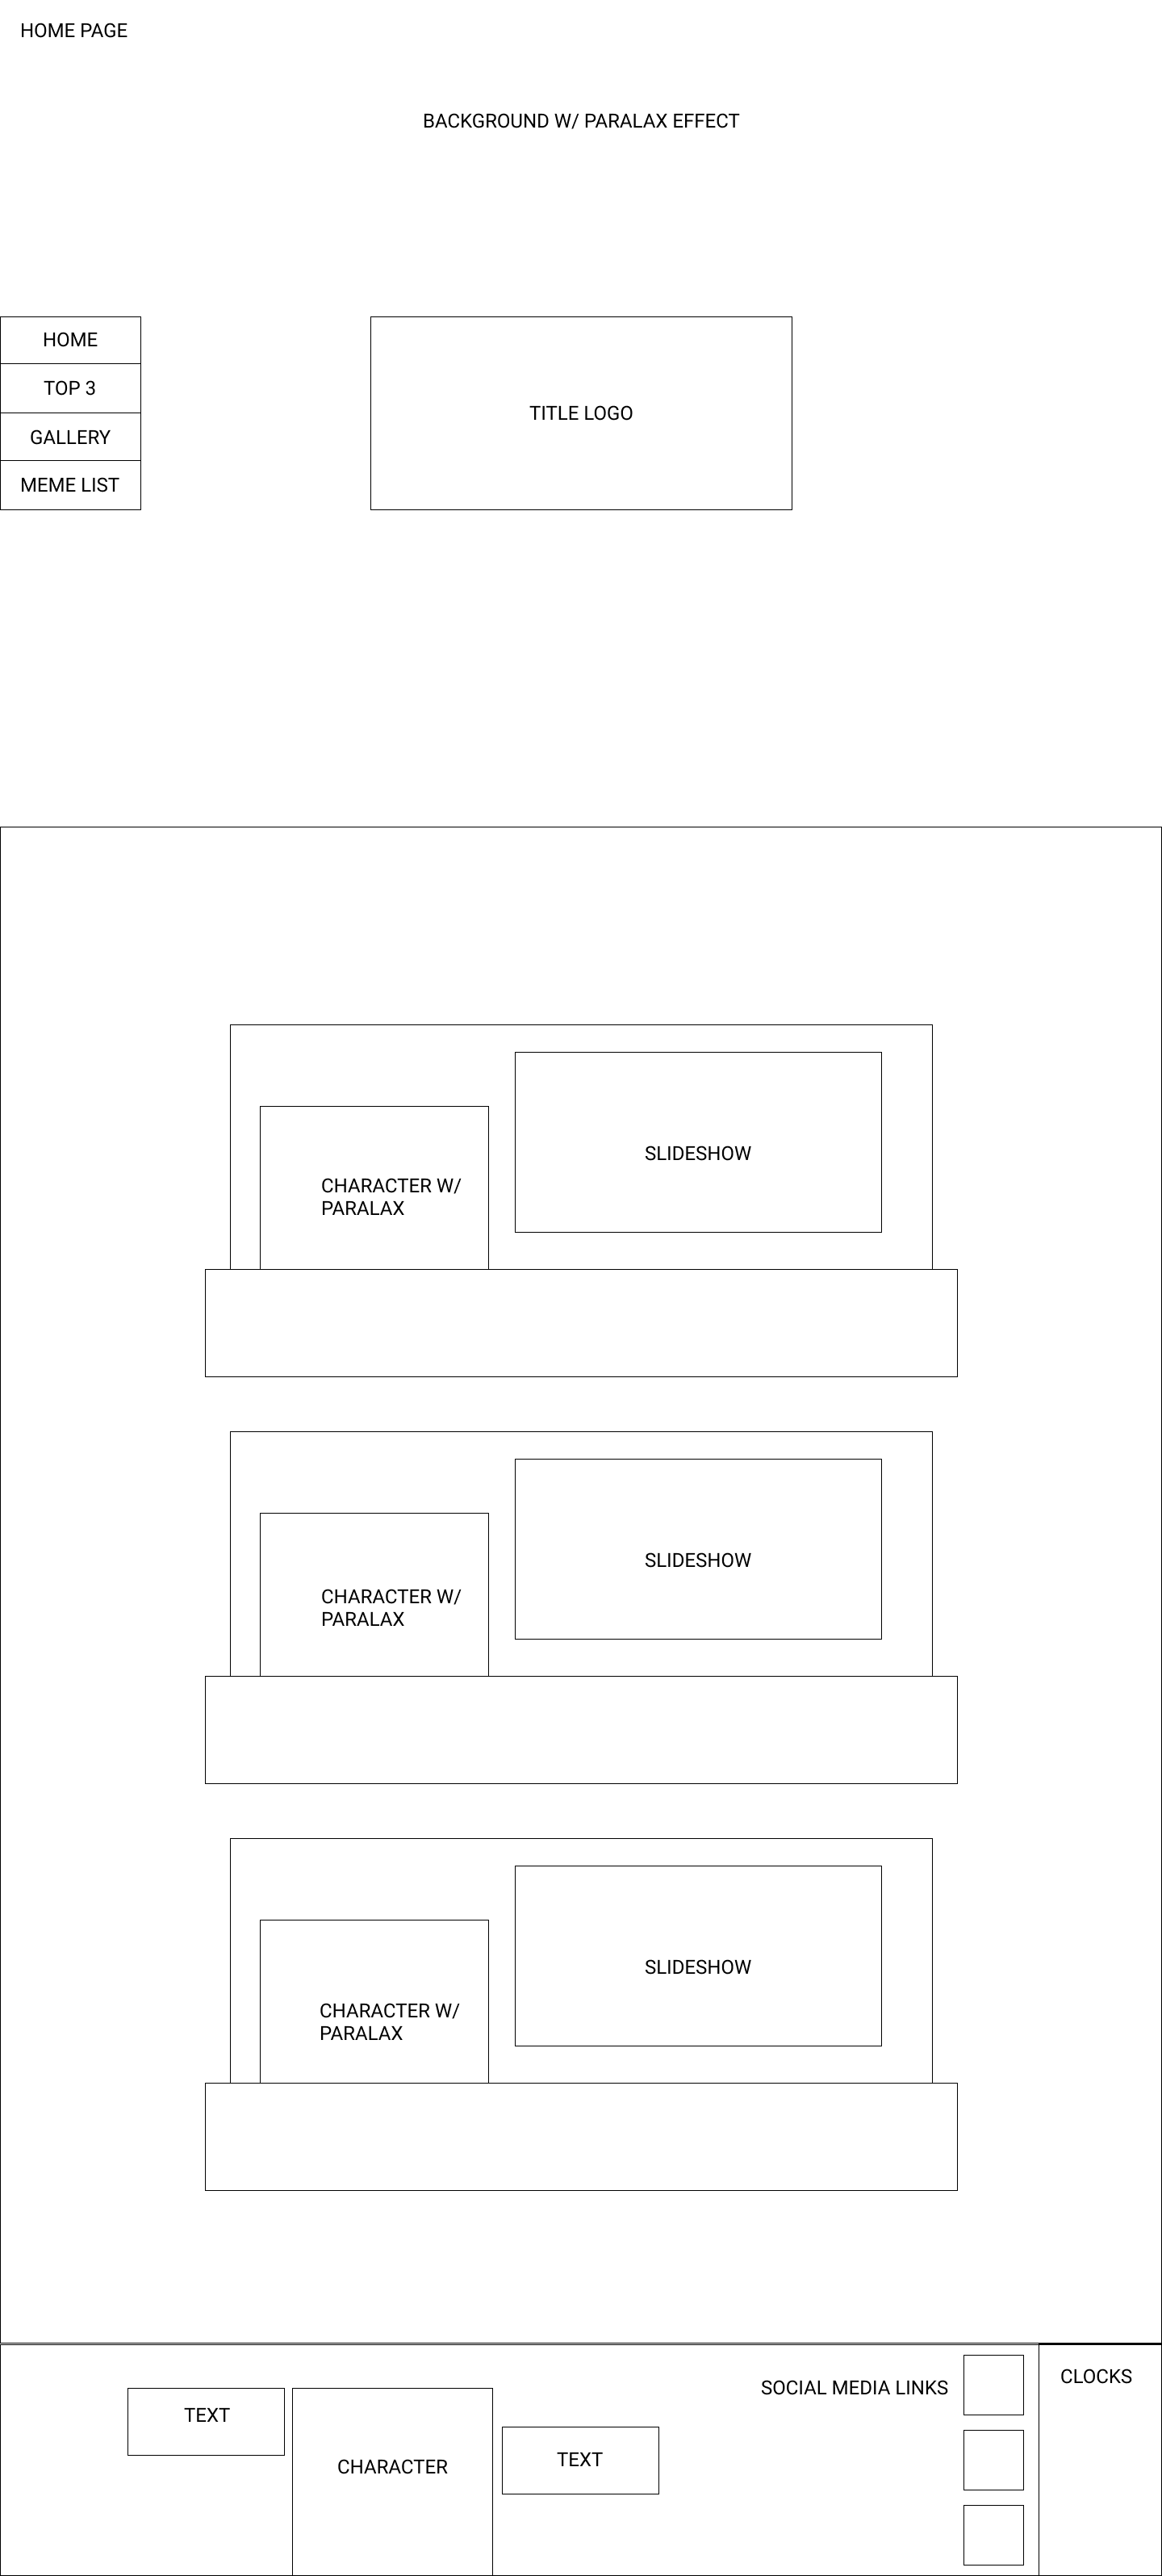 HOME PAGE
BACKGROUND W/ PARALAX EFFECT
HOME
TOP 3
GALLERY
MEME LIST
TITLE LOGO
SLIDESHOW
CHARACTER W/
PARALAX
SLIDESHOW
CHARACTER W/
PARALAX
SLIDESHOW
CHARACTER W/
PARALAX
TEXT
CHARACTER
TEXT
SOCIAL MEDIA LINKS
CLOCKS